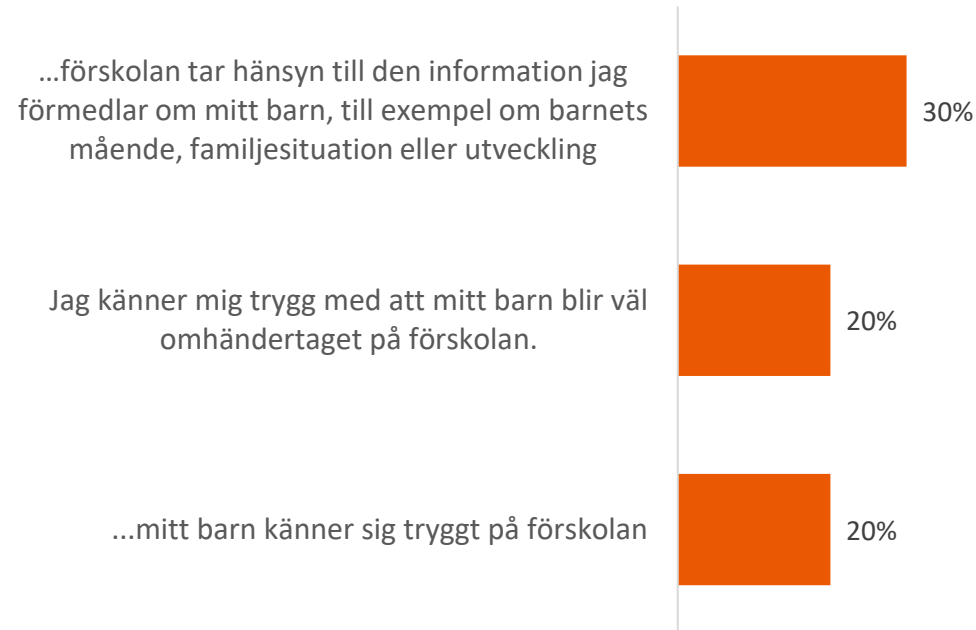 …förskolan tar hänsyn till den information jag
förmedlar om mitt barn, till exempel om barnets
mående, familjesituation eller utveckling
30%
Jag känner mig trygg med att mitt barn blir väl
omhändertaget på förskolan.
20%
...mitt barn känner sig tryggt på förskolan
20%